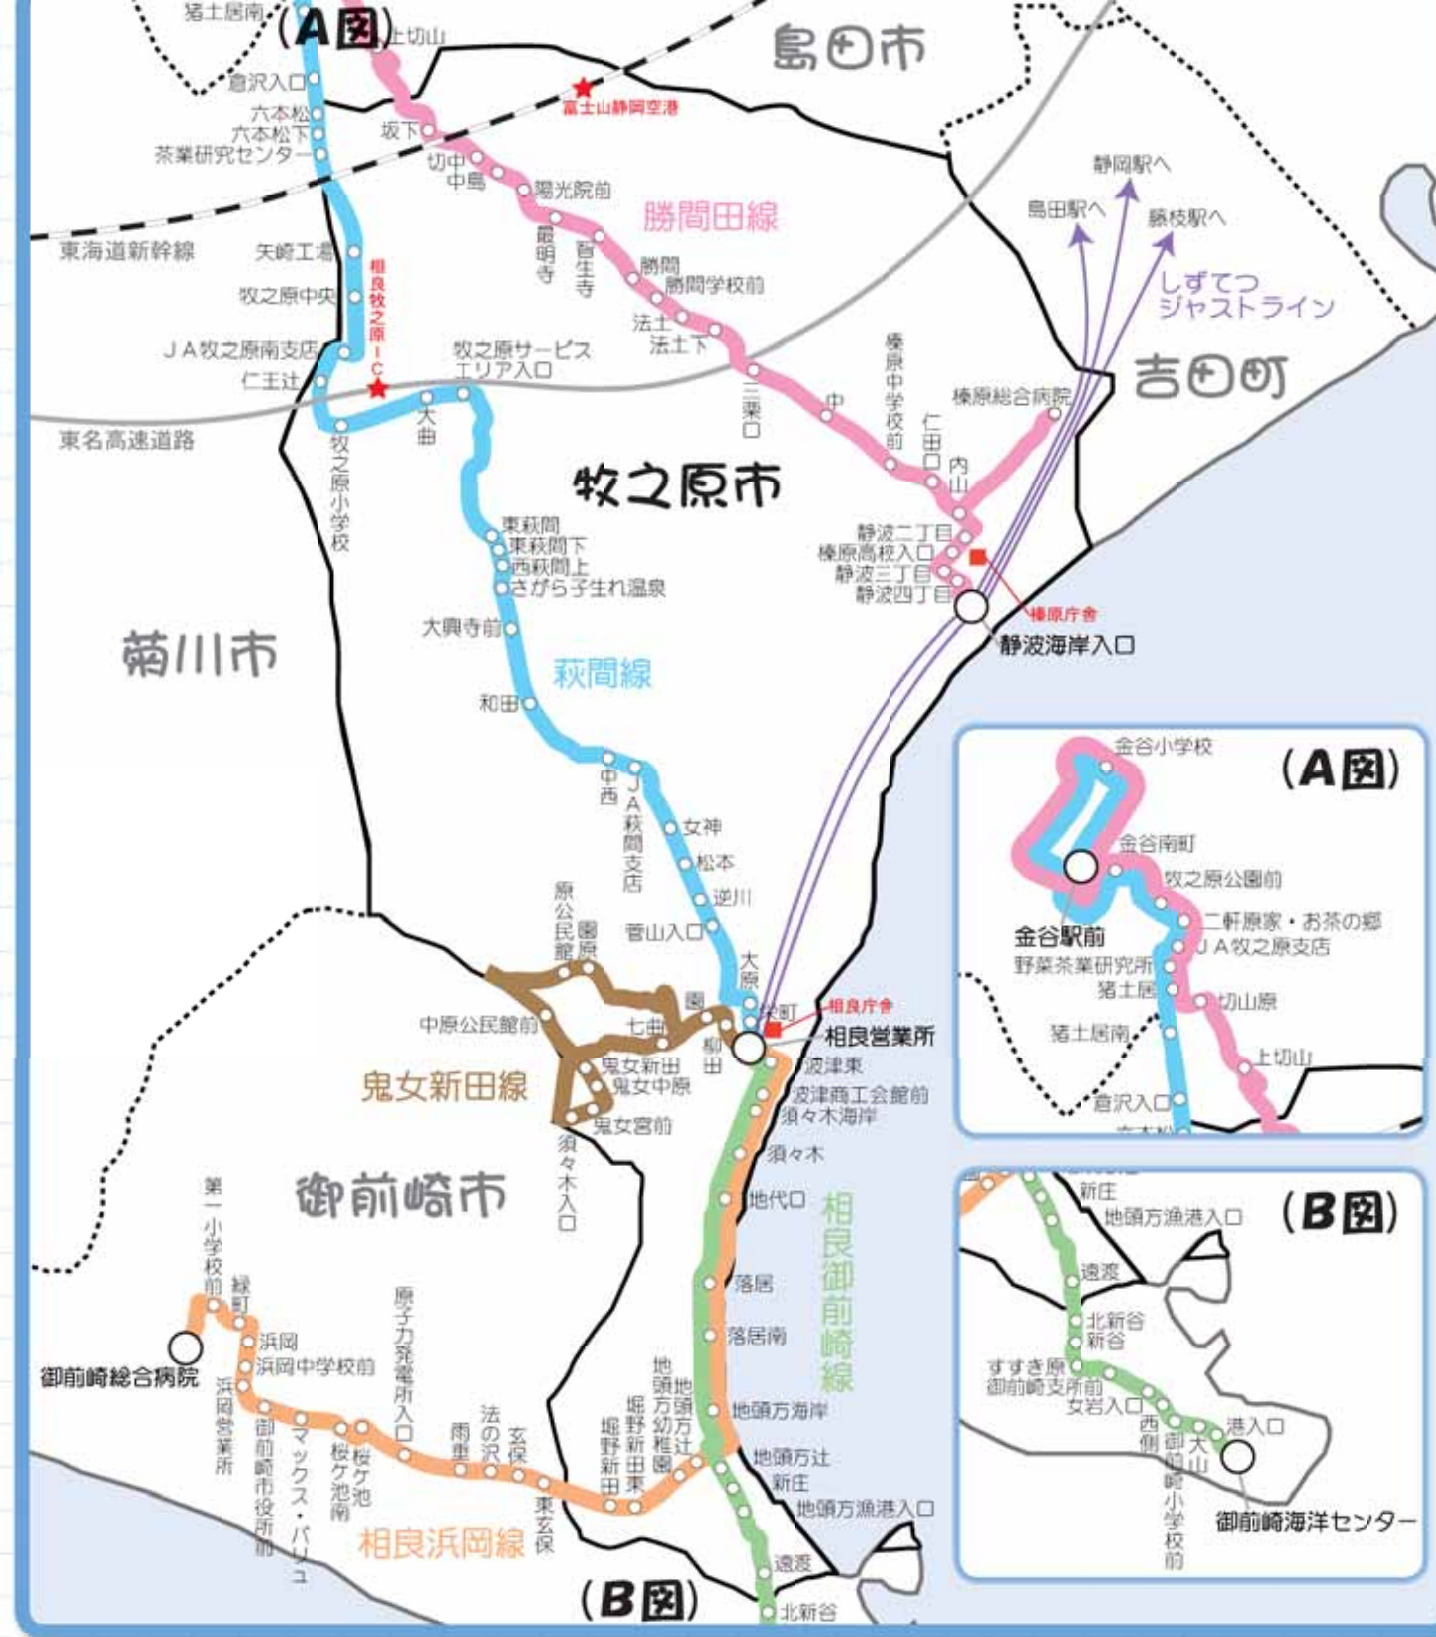 猪土居南
(A図)
上切山
倉沢入口
六本松
六本松下
茶業研究センター
坂下
切中
中島
陽光院前
最明寺
皆生寺
勝間
勝間学校前
法土
法土下
三栗口
中
榛原中学校前
仁田口
内山
榛原総合病院
静波二丁目
榛原高校入口
静波三丁目
静波四丁目
榛原庁舎
静波海岸入口
勝間田線
富士山静岡空港
島田市
静岡駅へ
島田駅へ
藤枝駅へ
しずてつ
ジャストライン
吉田町
東海道新幹線
矢崎工場
牧之原中央
相良牧之原IC
JA牧之原南支店
仁王辻
東名高速道路
牧之原小学校
大曲
牧之原サービス
エリア入口
牧之原市
東萩間
東萩間下
西萩間上
さがら子生れ温泉
大興寺前
萩間線
和田
中西
JA萩間支店
女神
松本
逆川
菅山入口
大原
栄町
相良庁舎
相良営業所
菊川市
原公民館
園原
中原公民館前
七曲
園
柳田
鬼女新田
鬼女中原
鬼女宮前
須々木入口
鬼女新田線
波津東
波津商工会館前
須々木海岸
須々木
地代口
落居
落居南
地頭方海岸
相良御前崎線
地頭方辻
新庄
地頭方漁港入口
遠渡
北新谷
(B図)
御前崎市
第一小学校前
緑町
浜岡
浜岡中学校前
御前崎総合病院
浜岡営業所
御前崎市役所前
マックス・バリュ
桜ケ池南
桜ケ池
原子力発電所入口
雨垂
法の沢
玄保
東玄保
堀野新田
堀野新田東
地頭方幼稚園
地頭方辻
相良浜岡線
(A図)
金谷小学校
金谷南町
牧之原公園前
二軒原家・お茶の郷
JA牧之原支店
金谷駅前
野菜茶業研究所
猪土居
切山原
猪土居南
上切山
倉沢入口
六本松
(B図)
新庄
地頭方漁港入口
遠渡
北新谷
新谷
すすき原
御前崎支所前
女岩入口
西側
御前崎小学校前
大山
港入口
御前崎海洋センター